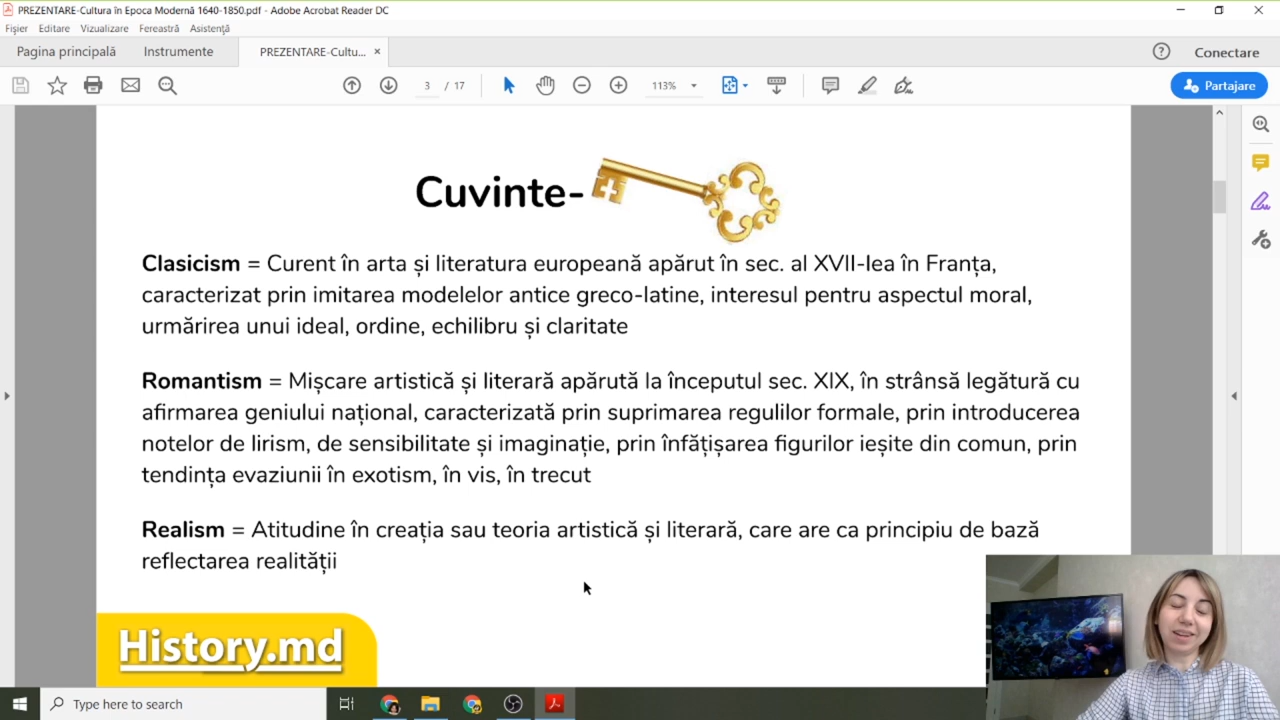 PREZENTARE-Cultura în Epoca Modernă 1640-1850.pdf - Adobe Acrobat Reader DC
Fișier Editare Vizualizare Fereastră Asistență
Pagina principală Instrumente PREZENTARE-Cultu... × Conectare
3 / 17 113% Partajare
Cuvinte-
Clasicism = Curent în arta și literatura europeană apărut în sec. al XVII-lea în Franța,
caracterizat prin imitarea modelelor antice greco-latine, interesul pentru aspectul moral,
urmărirea unui ideal, ordine, echilibru și claritate
Romantism = Mișcare artistică și literară apărută la începutul sec. XIX, în strânsă legătură cu
afirmarea geniului național, caracterizată prin suprimarea regulilor formale, prin introducerea
notelor de lirism, de sensibilitate și imaginație, prin înfățișarea figurilor ieșite din comun, prin
tendința evaziunii în exotism, în vis, în trecut
Realism = Atitudine în creația sau teoria artistică și literară, care are ca principiu de bază
reflectarea realității
History.md
Type here to search